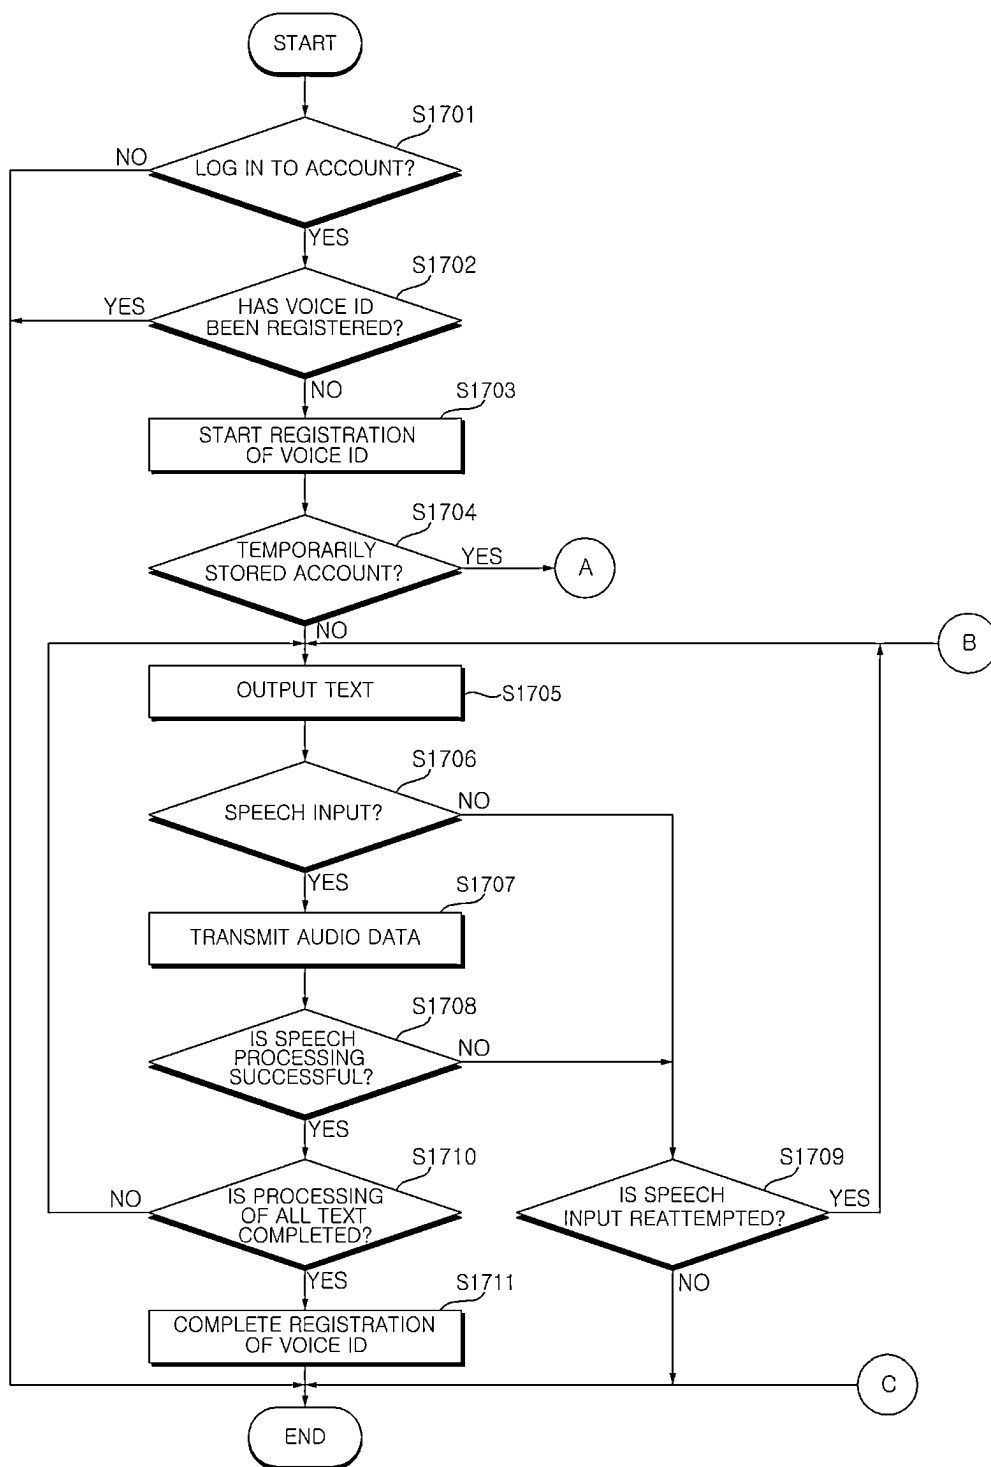 START
S1701
NO
LOG IN TO ACCOUNT?
YES
S1702
YES
HAS VOICE ID
BEEN REGISTERED?
NO
S1703
START REGISTRATION
OF VOICE ID
S1704
TEMPORARILY
STORED ACCOUNT?
YES
A
NO
B
OUTPUT TEXT
S1705
S1706
SPEECH INPUT?
NO
YES
S1707
TRANSMIT AUDIO DATA
S1708
IS SPEECH
PROCESSING
SUCCESSFUL?
NO
YES
S1710
NO
IS PROCESSING
OF ALL TEXT
COMPLETED?
S1709
IS SPEECH
INPUT REATTEMPTED?
YES
YES
NO
S1711
COMPLETE REGISTRATION
OF VOICE ID
C
END